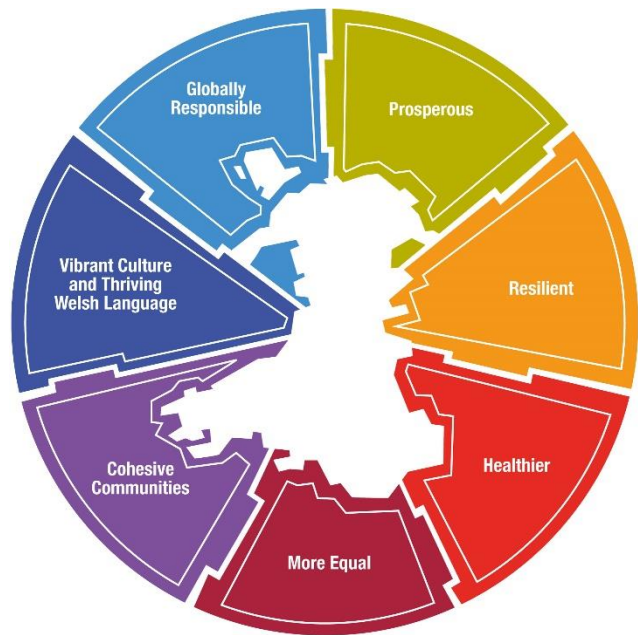 Globally
Responsible
Prosperous
Resilient
Healthier
More Equal
Cohesive
Communities
Vibrant Culture
and Thriving
Welsh Language